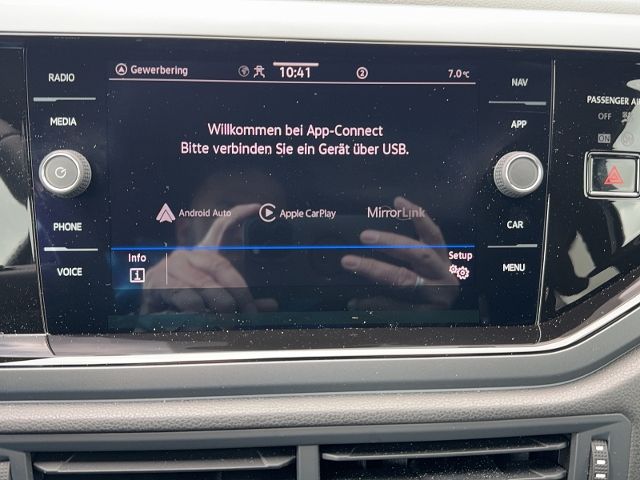 RADIO
MEDIA
PHONE
VOICE
Gewerbering
10:41
2
7.0°C
Willkommen bei App-Connect
Bitte verbinden Sie ein Gerät über USB.
Android Auto
Apple CarPlay
MirrorLink
Info
Setup
NAV
APP
CAR
MENU
PASSENGER AI
OFF
ON